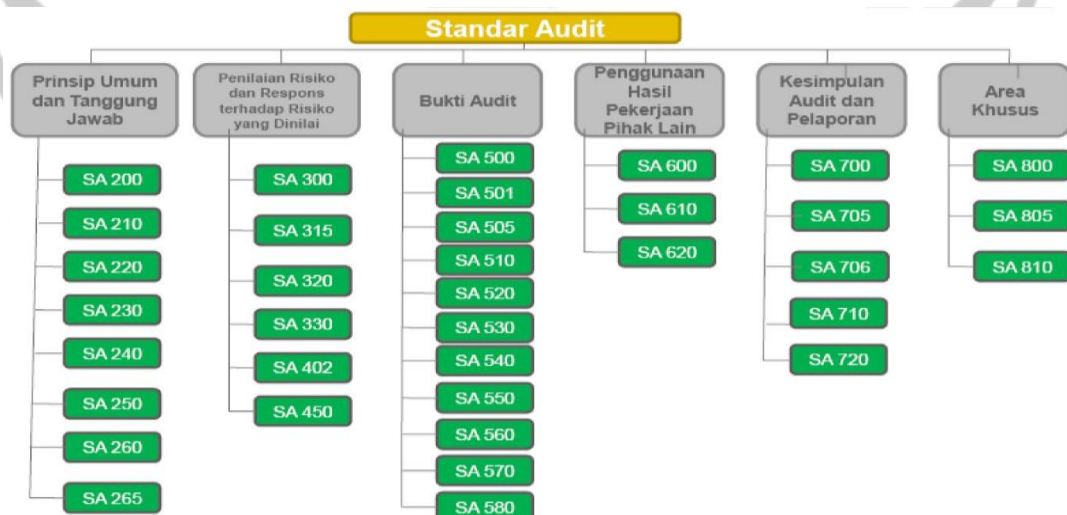 Standar Audit
Prinsip Umum
dan Tanggung
Jawab
SA 200
SA 210
SA 220
SA 230
SA 240
SA 250
SA 260
SA 265
Penilaian Risiko
dan Respons
terhadap Risiko
yang Dinilai
SA 300
SA 315
SA 320
SA 330
SA 402
SA 450
Bukti Audit
SA 500
SA 501
SA 505
SA 510
SA 520
SA 530
SA 540
SA 550
SA 560
SA 570
SA 580
Penggunaan
Hasil
Pekerjaan
Pihak Lain
SA 600
SA 610
SA 620
Kesimpulan
Audit dan
Pelaporan
SA 700
SA 705
SA 706
SA 710
SA 720
Area
Khusus
SA 800
SA 805
SA 810